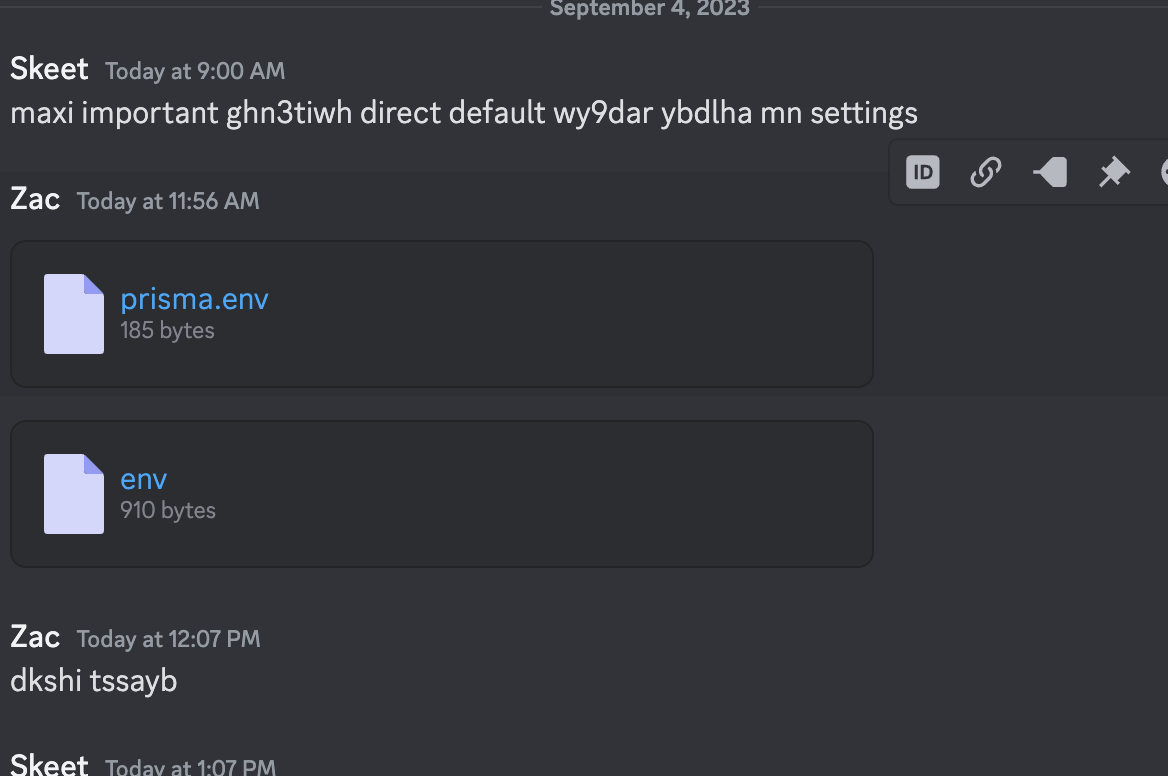 September 4, 2023
Skeet Today at 9:00 AM
maxi important ghn3tiwh direct default wy9dar ybdlha mn settings
ID
Zac Today at 11:56 AM
prisma.env
185 bytes
env
910 bytes
Zac Today at 12:07 PM
dkshi tssayb
Skeet Today at 1:07 PM